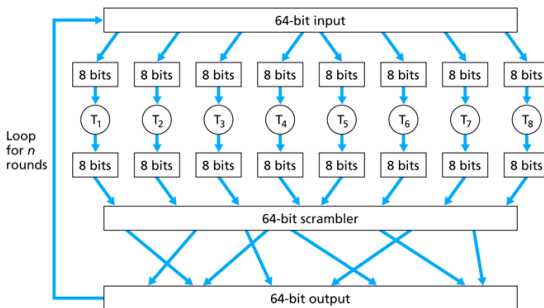 64-bit input
8 bits 8 bits 8 bits 8 bits 8 bits 8 bits 8 bits 8 bits
T1 T2 T3 T4 T5 T6 T7 T8
Loop
for n
rounds
8 bits 8 bits 8 bits 8 bits 8 bits 8 bits 8 bits 8 bits
64-bit scrambler
64-bit output